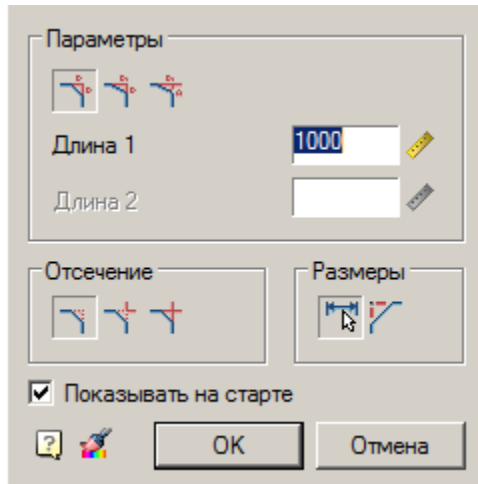 Параметры
Длина 1
1000
Длина 2
Отсечение
Размеры
Показывать на старте
OK
Отмена